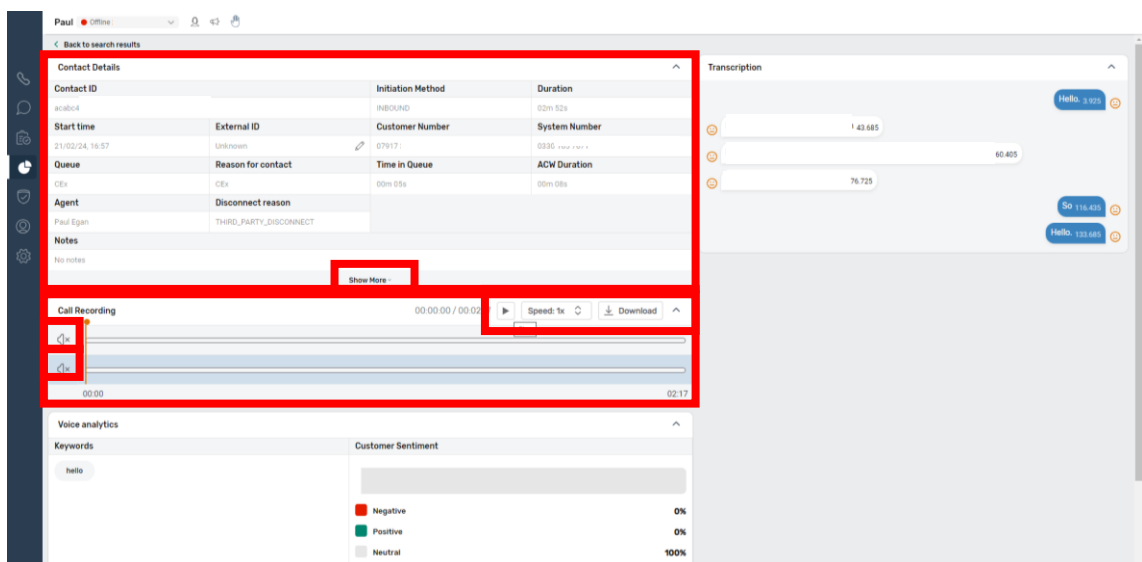 Paul Offline
Back to search results
Contact Details
Contact ID Initiation Method Duration
acabc4 INBOUND 02m 52s
Start time External ID Customer Number System Number
21/02/24, 16:57 Unknown 07917 0330
Queue Reason for contact Time in Queue ACW Duration
CEx CEx 00m 05s 00m 08s
Agent Disconnect reason
Paul Egan THIRD_PARTY_DISCONNECT
Notes
No notes
Show More
Call Recording 00:00:00 / 00:02 Speed: 1x Download
00:00 02:17
Voice analytics
Keywords Customer Sentiment
hello
Negative 0%
Positive 0%
Neutral 100%
Transcription
Hello. 3.925
43.685
60.405
76.725
So 116.435
Hello. 133.685